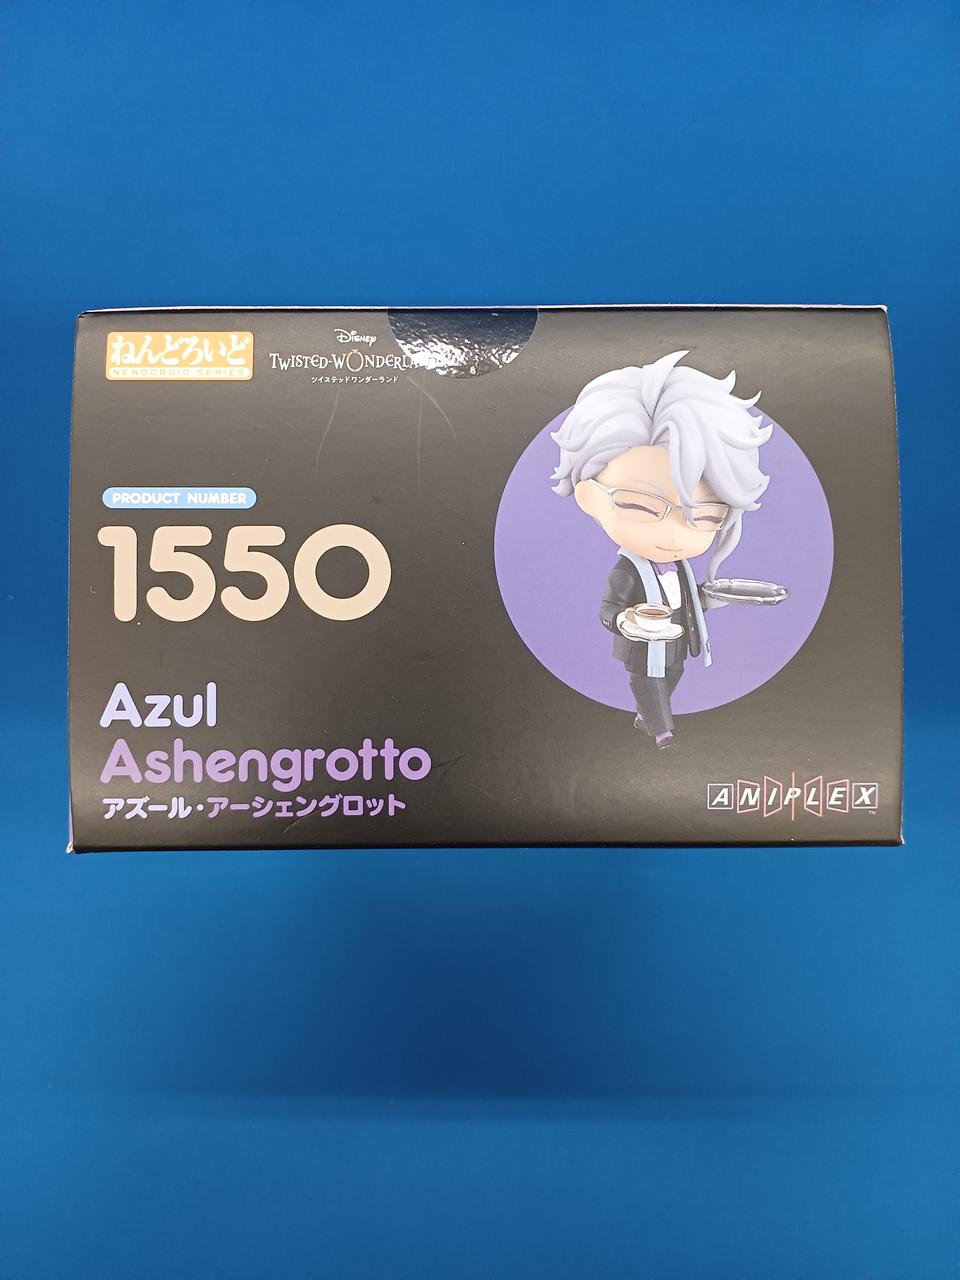 ねんどろいど
NENDOROID SERIES
Disney
TWISTED-WONDERLA
ツイステッドワンダーランド
PRODUCT NUMBER
1550
Azul
Ashengrotto
アズール・アーシェングロット
ANIPLEX
TM